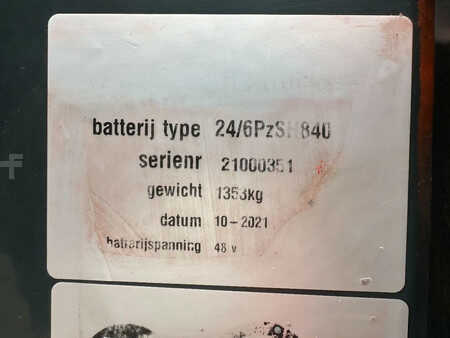 batterij type 24/6PzSH840
serienr 21000351
gewicht 1353kg
datum 10-2021
batterijspanning 48 v